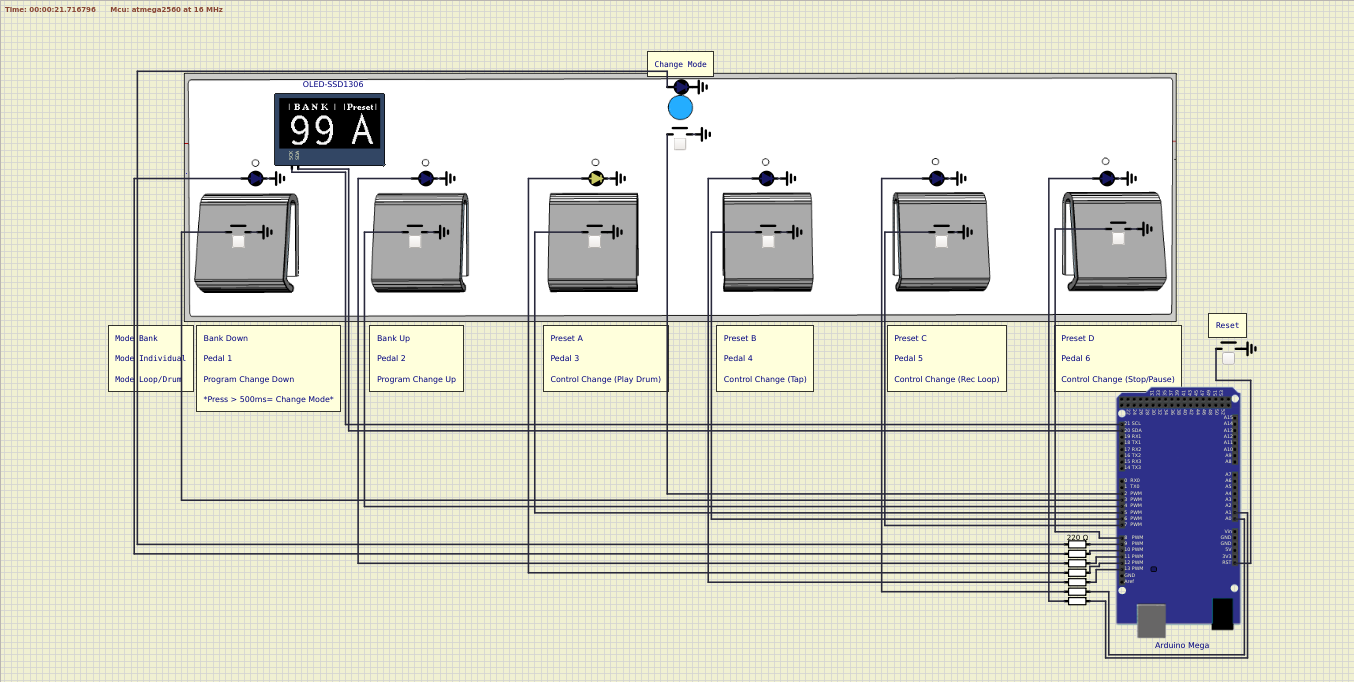 Time: 00:00:21.716796 Mcu: atmega2560 at 16 MHz
Change Mode
OLED-SSD1306
|BANK| |Preset|
99 A
SCK
SDA
Mode Bank
Mode Individual
Mode Loop/Drum
Bank Down
Pedal 1
Program Change Down
*Press > 500ms= Change Mode*
Bank Up
Pedal 2
Program Change Up
Preset A
Pedal 3
Control Change (Play Drum)
Preset B
Pedal 4
Control Change (Tap)
Preset C
Pedal 5
Control Change (Rec Loop)
Preset D
Pedal 6
Control Change (Stop/Pause)
Reset
21 SCL
20 SDA
19 RX1
18 TX1
17 RX2
16 TX2
15 RX3
14 TX3
0 RX0
1 TX0
2 PWM
3 PWM
4 PWM
5 PWM
6 PWM
7 PWM
8 PWM
9 PWM
10 PWM
11 PWM
12 PWM
13 PWM
GND
Aref
A15
A14
A13
A12
A11
A10
A9
A8
A7
A6
A5
A4
A3
A2
A1
A0
Vin
GND
GND
5V
3V3
RST
220 Ω
Arduino Mega